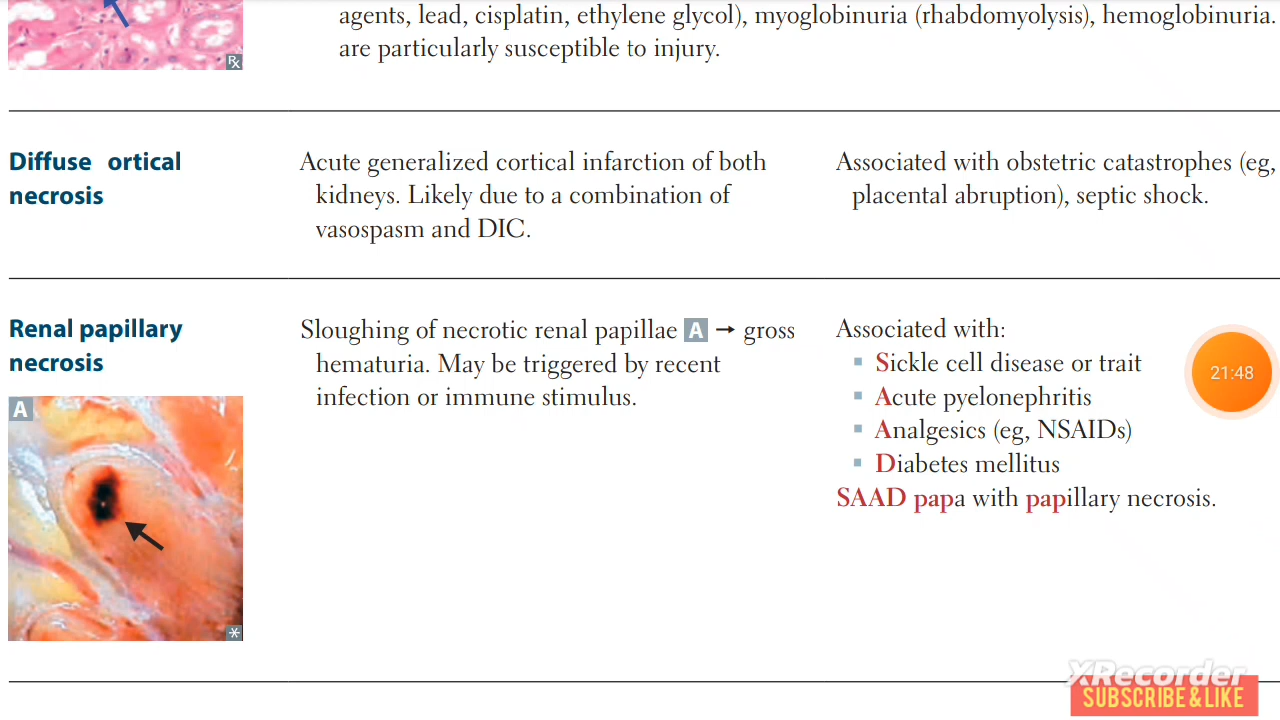 agents, lead, cisplatin, ethylene glycol), myoglobinuria (rhabdomyolysis), hemoglobinuria.
are particularly susceptible to injury.
Rx
Diffuse ortical
necrosis
Acute generalized cortical infarction of both
kidneys. Likely due to a combination of
vasospasm and DIC.
Associated with obstetric catastrophes (eg,
placental abruption), septic shock.
Renal papillary
necrosis
A
Sloughing of necrotic renal papillae A → gross
hematuria. May be triggered by recent
infection or immune stimulus.
Associated with:
▪ Sickle cell disease or trait
▪ Acute pyelonephritis
▪ Analgesics (eg, NSAIDs)
▪ Diabetes mellitus
SAAD papa with papillary necrosis.
21:48
XRecorder
SUBSCRIBE & LIKE